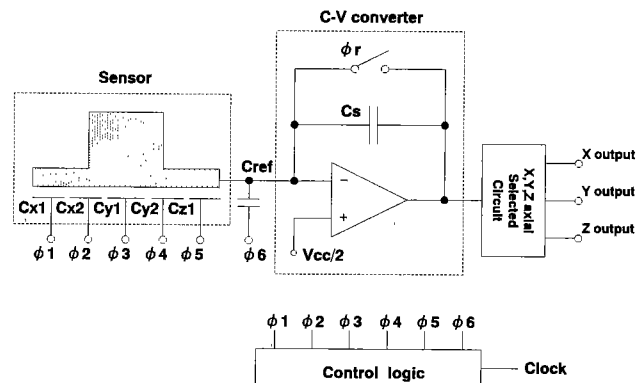 C-V converter
ϕr
Sensor
Cs
Cref
X output
Cx1 Cx2 Cy1 Cy2 Cz1
−
+
X,Y,Z axial
Selected
Circuit
Y output
ϕ1 ϕ2 ϕ3 ϕ4 ϕ5 ϕ6
Vcc/2
Z output
ϕ1 ϕ2 ϕ3 ϕ4 ϕ5 ϕ6
Control logic
Clock